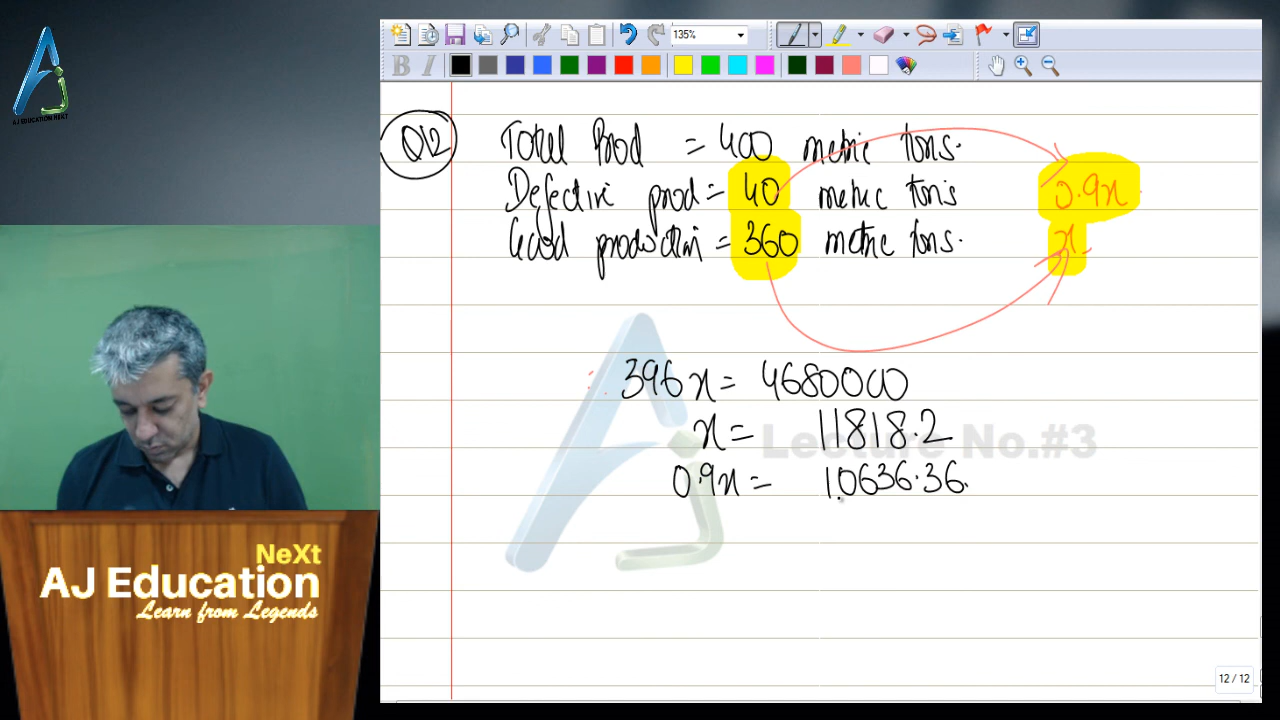 AJ EDUCATION NEXT
135%
B I
Q12
Total Prod = 400 metric tons.
Defective prod = 40 metric tons 0.9x
Good production = 360 metric tons. x
396x = 4680000
x = 11818.2
Lecture No.#3
0.9x = 10636.36.
NeXt
AJ Education
Learn from Legends
12 / 12